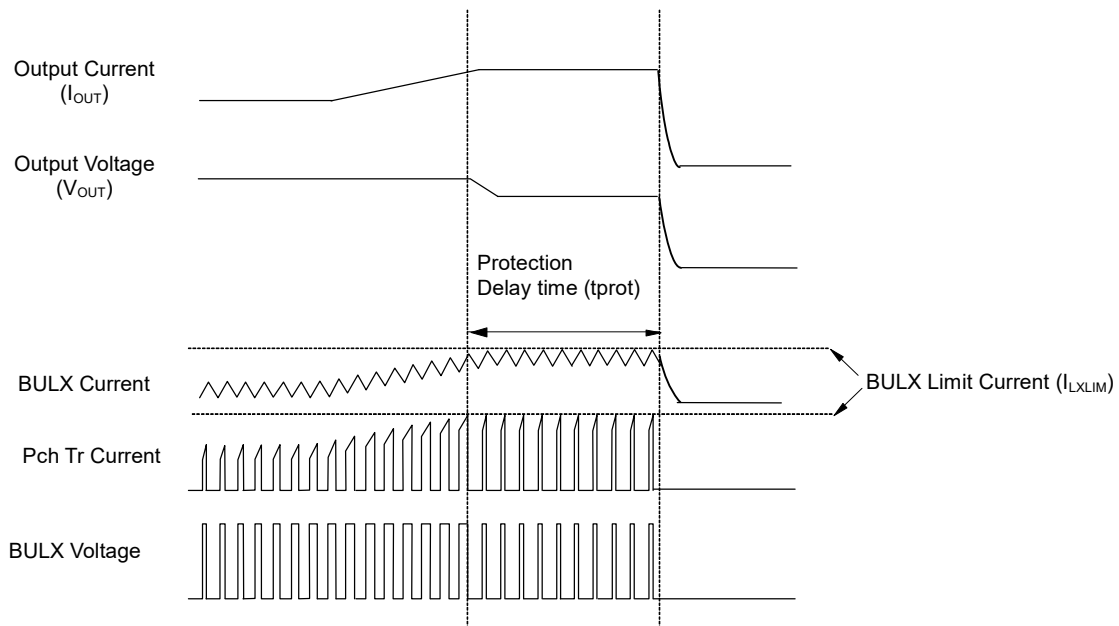 Output Current
(IOUT)
Output Voltage
(VOUT)
Protection
Delay time (tprot)
BULX Current
BULX Limit Current (ILXLIM)
Pch Tr Current
BULX Voltage